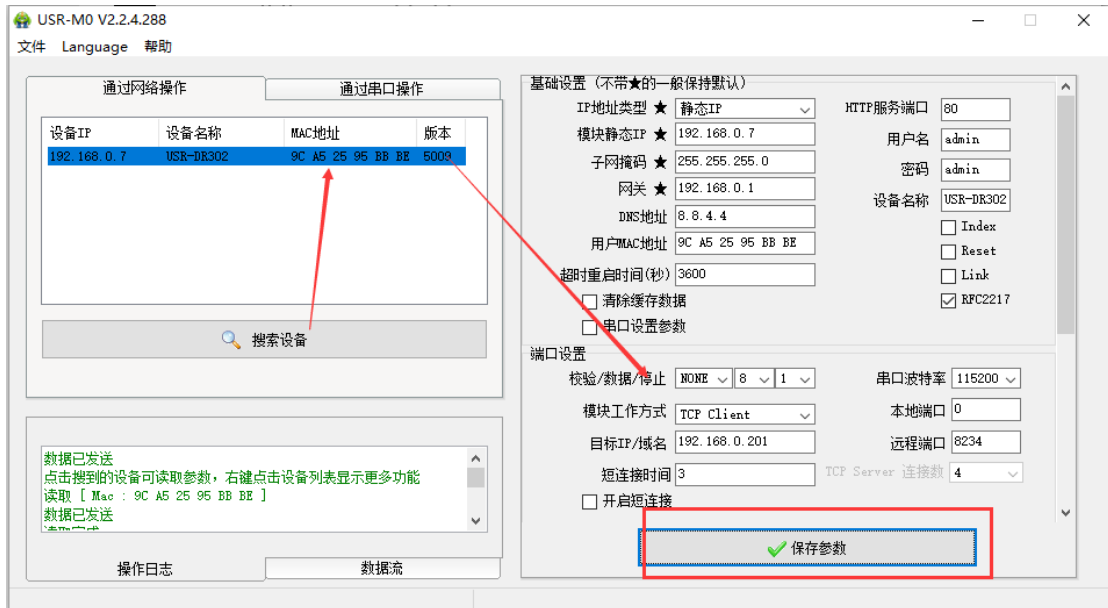 USR-M0 V2.2.4.288
文件 Language 帮助
通过网络操作 通过串口操作
设备IP 设备名称 MAC地址 版本
192.168.0.7 USR-DR302 9C A5 25 95 BB BE 5009
搜索设备
数据已发送
点击搜到的设备可读取参数，右键点击设备列表显示更多功能
读取 [ Mac : 9C A5 25 95 BB BE ]
数据已发送
操作日志 数据流
基础设置 (不带★的一般保持默认)
IP地址类型 ★ 静态IP
模块静态IP ★ 192.168.0.7
子网掩码 ★ 255.255.255.0
网关 ★ 192.168.0.1
DNS地址 8.8.4.4
用户MAC地址 9C A5 25 95 BB BE
超时重启时间(秒) 3600
清除缓存数据
串口设置参数
HTTP服务端口 80
用户名 admin
密码 admin
设备名称 USR-DR302
Index
Reset
Link
RFC2217
端口设置
校验/数据/停止 NONE 8 1 串口波特率 115200
模块工作方式 TCP Client 本地端口 0
目标IP/域名 192.168.0.201 远程端口 8234
短连接时间 3 TCP Server 连接数 4
开启短连接
保存参数